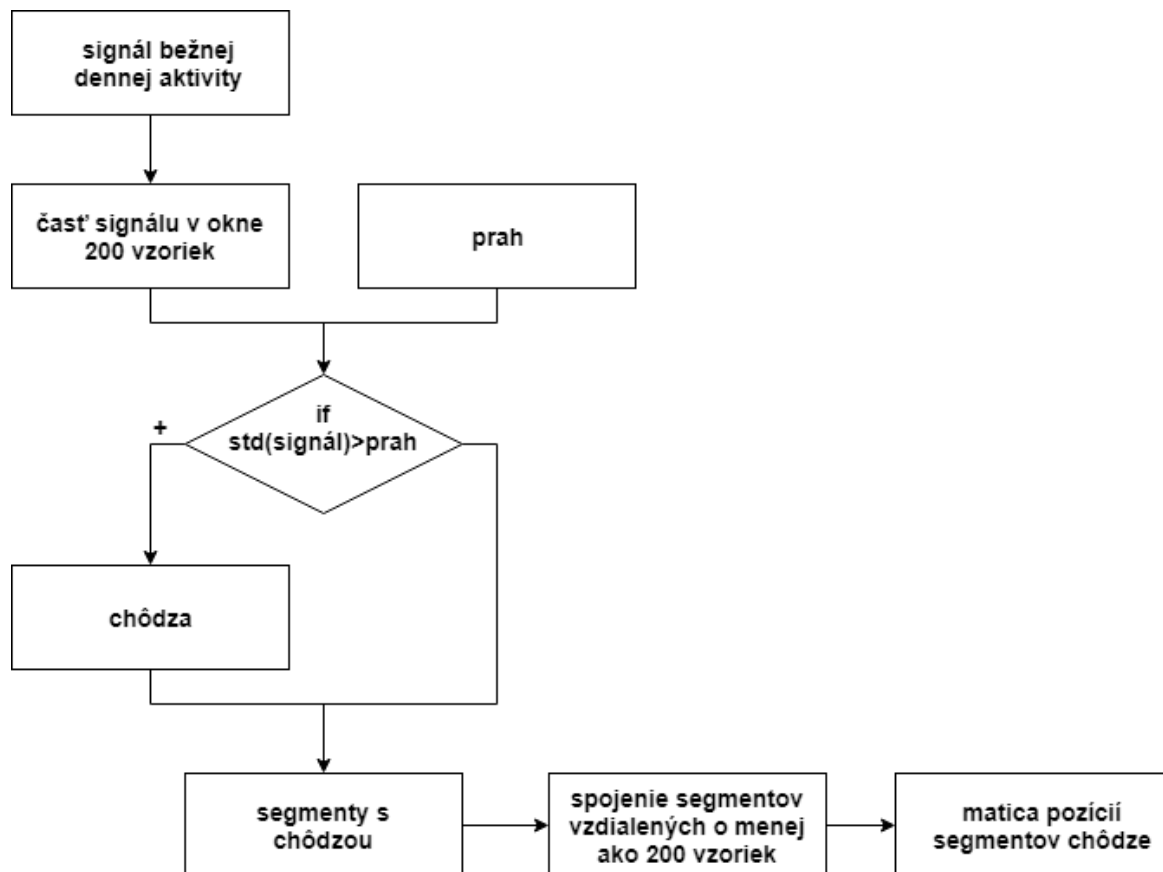 signál bežnej
dennej aktivity
časť signálu v okne
200 vzoriek
prah
if
std(signál)>prah
+
chôdza
segmenty s
chôdzou
spojenie segmentov
vzdialených o menej
ako 200 vzoriek
matica pozícií
segmentov chôdze